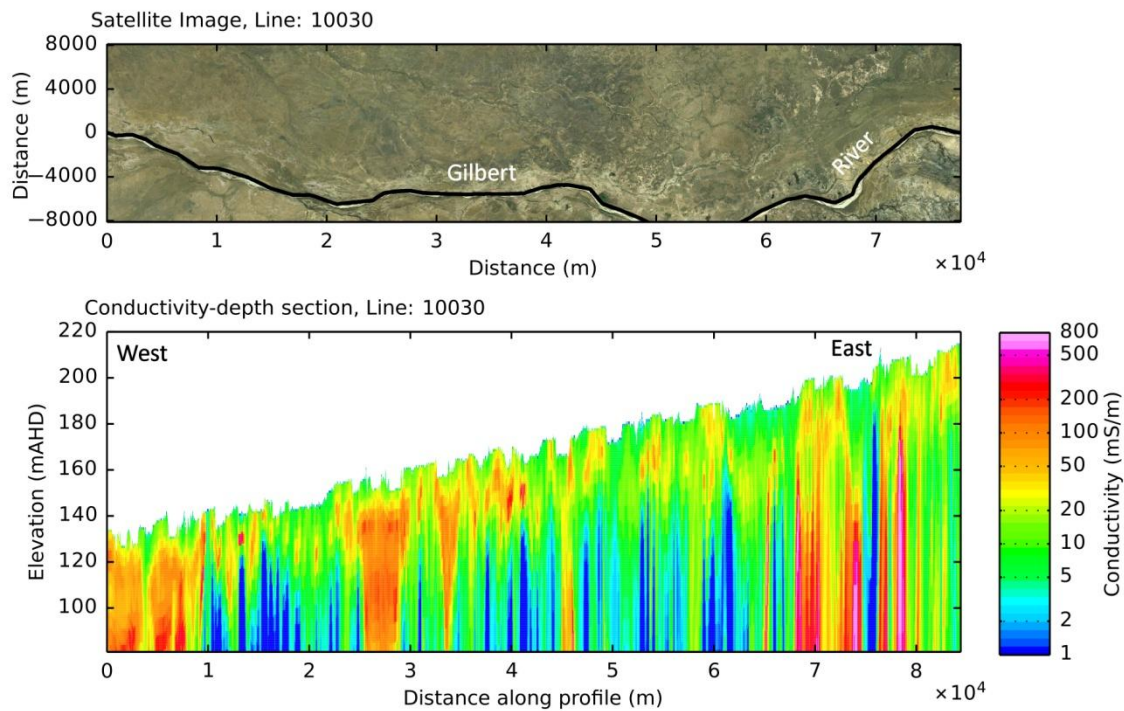 Satellite Image, Line: 10030
Distance (m)
8000
4000
0
−4000
−8000
Gilbert
River
0 1 2 3 4 5 6 7
Distance (m)
×10⁴
Conductivity-depth section, Line: 10030
Elevation (mAHD)
220
200
180
160
140
120
100
West
East
0 1 2 3 4 5 6 7 8
Distance along profile (m)
×10⁴
800
500
200
100
50
20
10
5
2
1
Conductivity (mS/m)